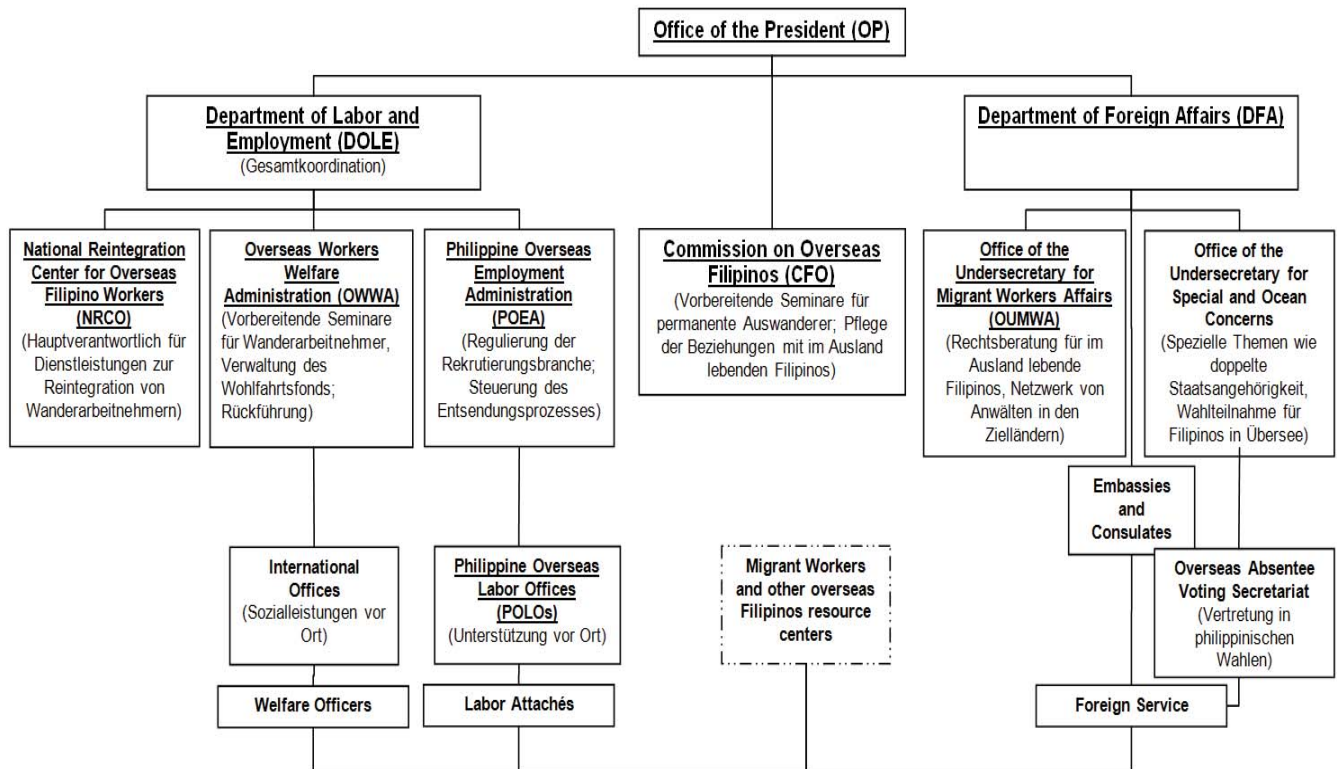 Office of the President (OP)
Department of Labor and
Employment (DOLE)
(Gesamtkoordination)
Department of Foreign Affairs (DFA)
National Reintegration
Center for Overseas
Filipino Workers
(NRCO)
(Hauptverantwortlich für
Dienstleistungen zur
Reintegration von
Wanderarbeitnehmern)
Overseas Workers
Welfare
Administration (OWWA)
(Vorbereitende Seminare
für Wanderarbeitnehmer,
Verwaltung des
Wohlfahrtsfonds;
Rückführung)
Philippine Overseas
Employment
Administration
(POEA)
(Regulierung der
Rekrutierungsbranche;
Steuerung des
Entsendungsprozesses)
Commission on Overseas
Filipinos (CFO)
(Vorbereitende Seminare für
permanente Auswanderer; Pflege
der Beziehungen mit im Ausland
lebenden Filipinos)
Office of the
Undersecretary for
Migrant Workers Affairs
(OUMWA)
(Rechtsberatung für im
Ausland lebende
Filipinos, Netzwerk von
Anwälten in den
Zielländern)
Office of the
Undersecretary for
Special and Ocean
Concerns
(Spezielle Themen wie
doppelte
Staatsangehörigkeit,
Wahlteilnahme für
Filipinos in Übersee)
Embassies
and
Consulates
International
Offices
(Sozialleistungen vor
Ort)
Philippine Overseas
Labor Offices
(POLOs)
(Unterstützung vor Ort)
Migrant Workers
and other overseas
Filipinos resource
centers
Overseas Absentee
Voting Secretariat
(Vertretung in
philippinischen
Wahlen)
Welfare Officers
Labor Attachés
Foreign Service